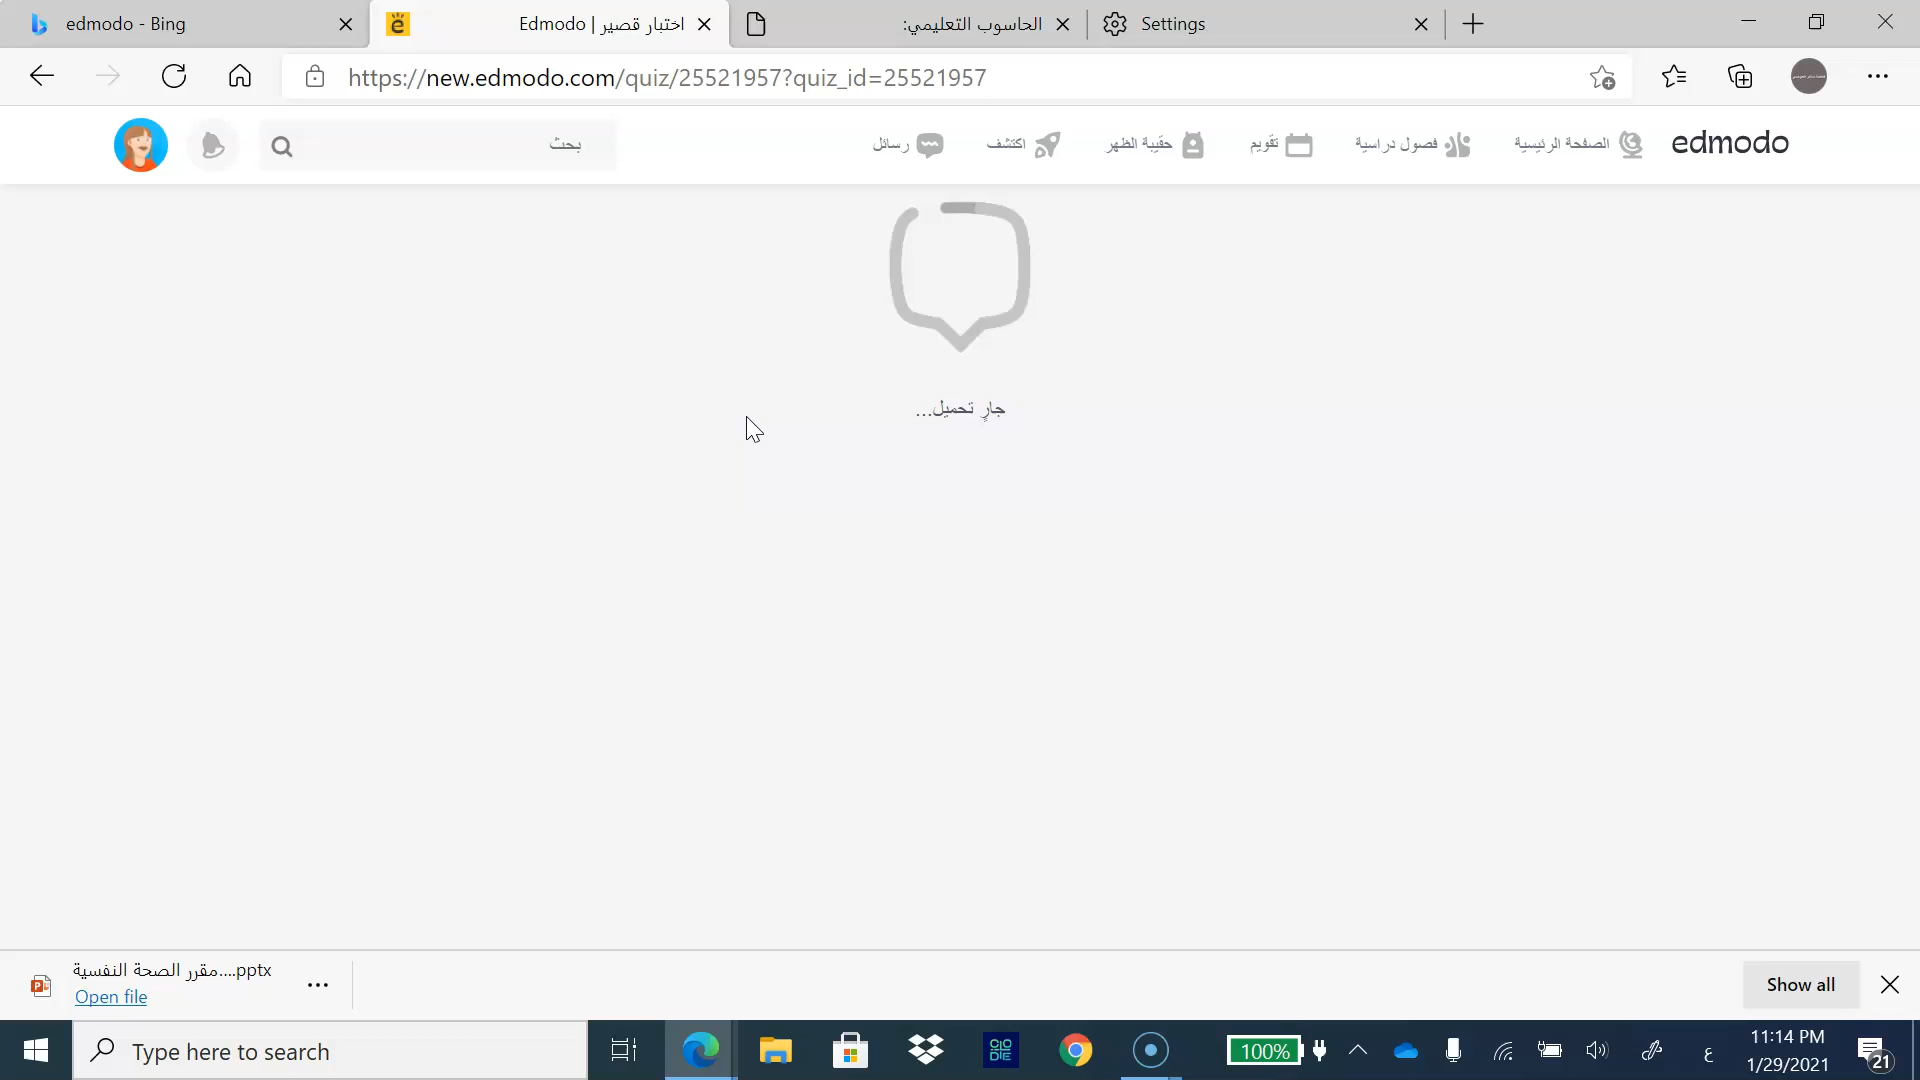 edmodo - Bing
اختبار قصير | Edmodo
الحاسوب التعليمي:
Settings
https://new.edmodo.com/quiz/25521957?quiz_id=25521957
edmodo
الصفحة الرئيسية
فصول دراسية
تقويم
حقيبة الظهر
اكتشف
رسائل
بحث
جارٍ تحميل...
مقرر الصحة النفسية....pptx
Open file
Show all
Type here to search
CODE
100%
ع
11:14 PM
1/29/2021
21